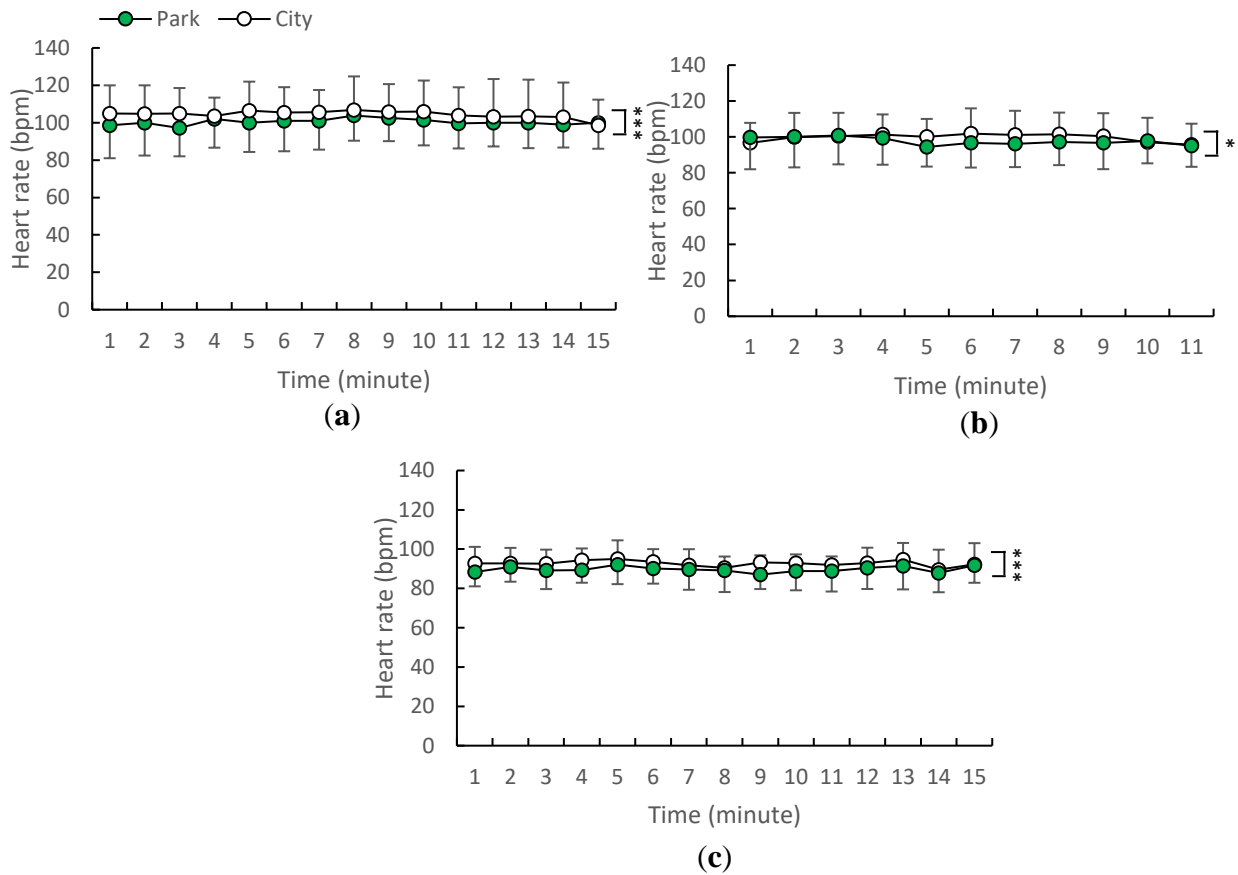 Park City
140
120
100
80
60
40
20
0
Heart rate (bpm)
1 2 3 4 5 6 7 8 9 10 11 12 13 14 15
Time (minute)
***
(a)
140
120
100
80
60
40
20
0
Heart rate (bpm)
1 2 3 4 5 6 7 8 9 10 11
Time (minute)
*
(b)
140
120
100
80
60
40
20
0
Heart rate (bpm)
1 2 3 4 5 6 7 8 9 10 11 12 13 14 15
Time (minute)
***
(c)